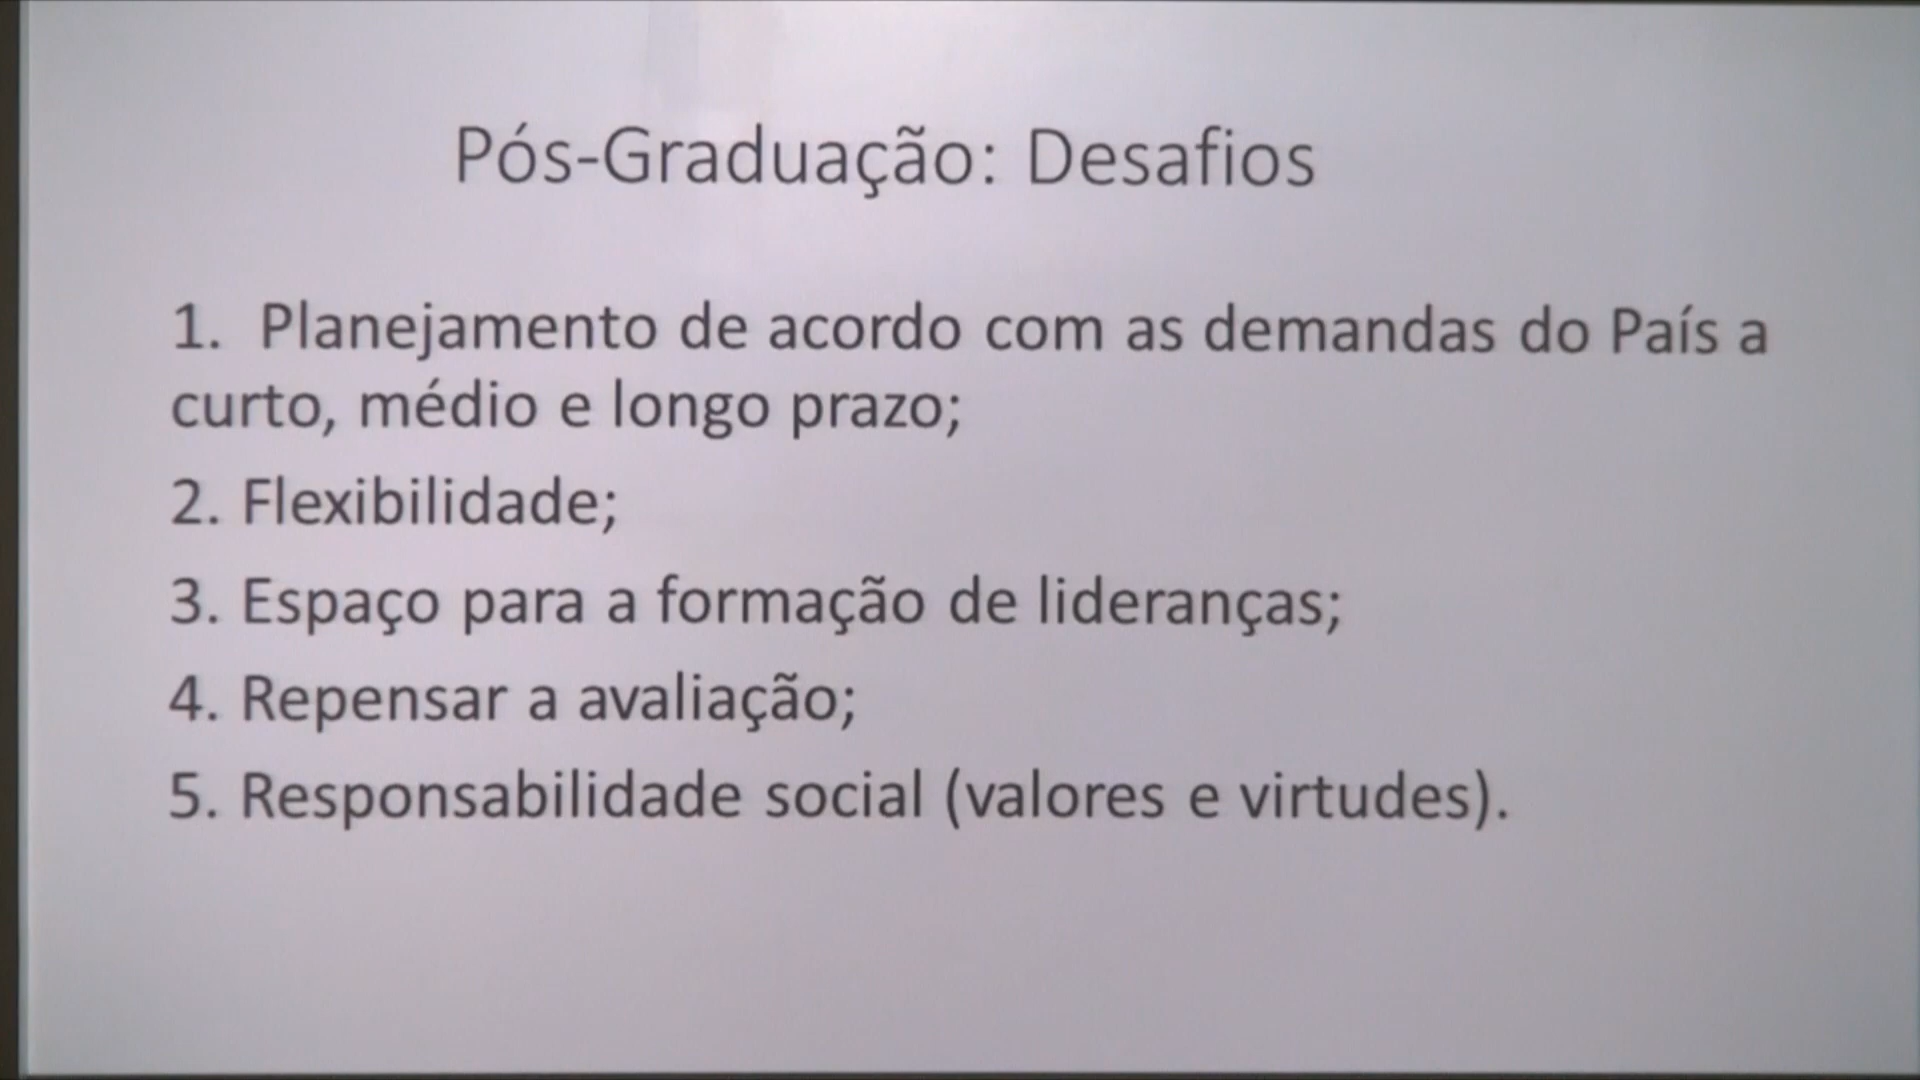 Pós-Graduação: Desafios
1. Planejamento de acordo com as demandas do País a
curto, médio e longo prazo;
2. Flexibilidade;
3. Espaço para a formação de lideranças;
4. Repensar a avaliação;
5. Responsabilidade social (valores e virtudes).